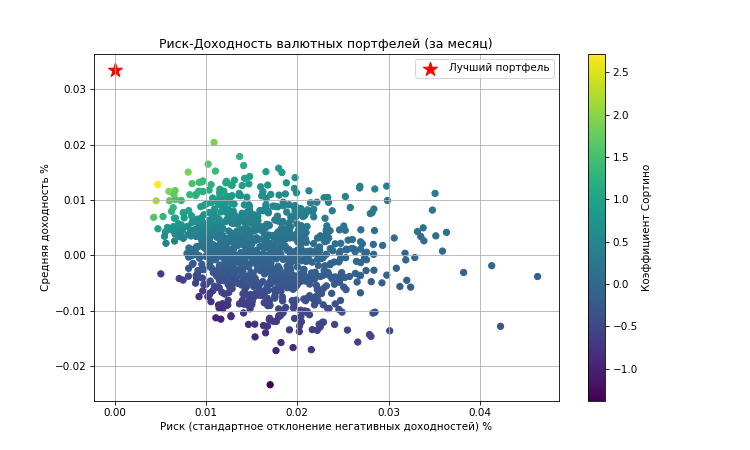 Риск-Доходность валютных портфелей (за месяц)
Лучший портфель
Средняя доходность %
0.03
0.02
0.01
0.00
−0.01
−0.02
0.00 0.01 0.02 0.03 0.04
Риск (стандартное отклонение негативных доходностей) %
2.5
2.0
1.5
1.0
0.5
0.0
−0.5
−1.0
Коэффициент Сортино